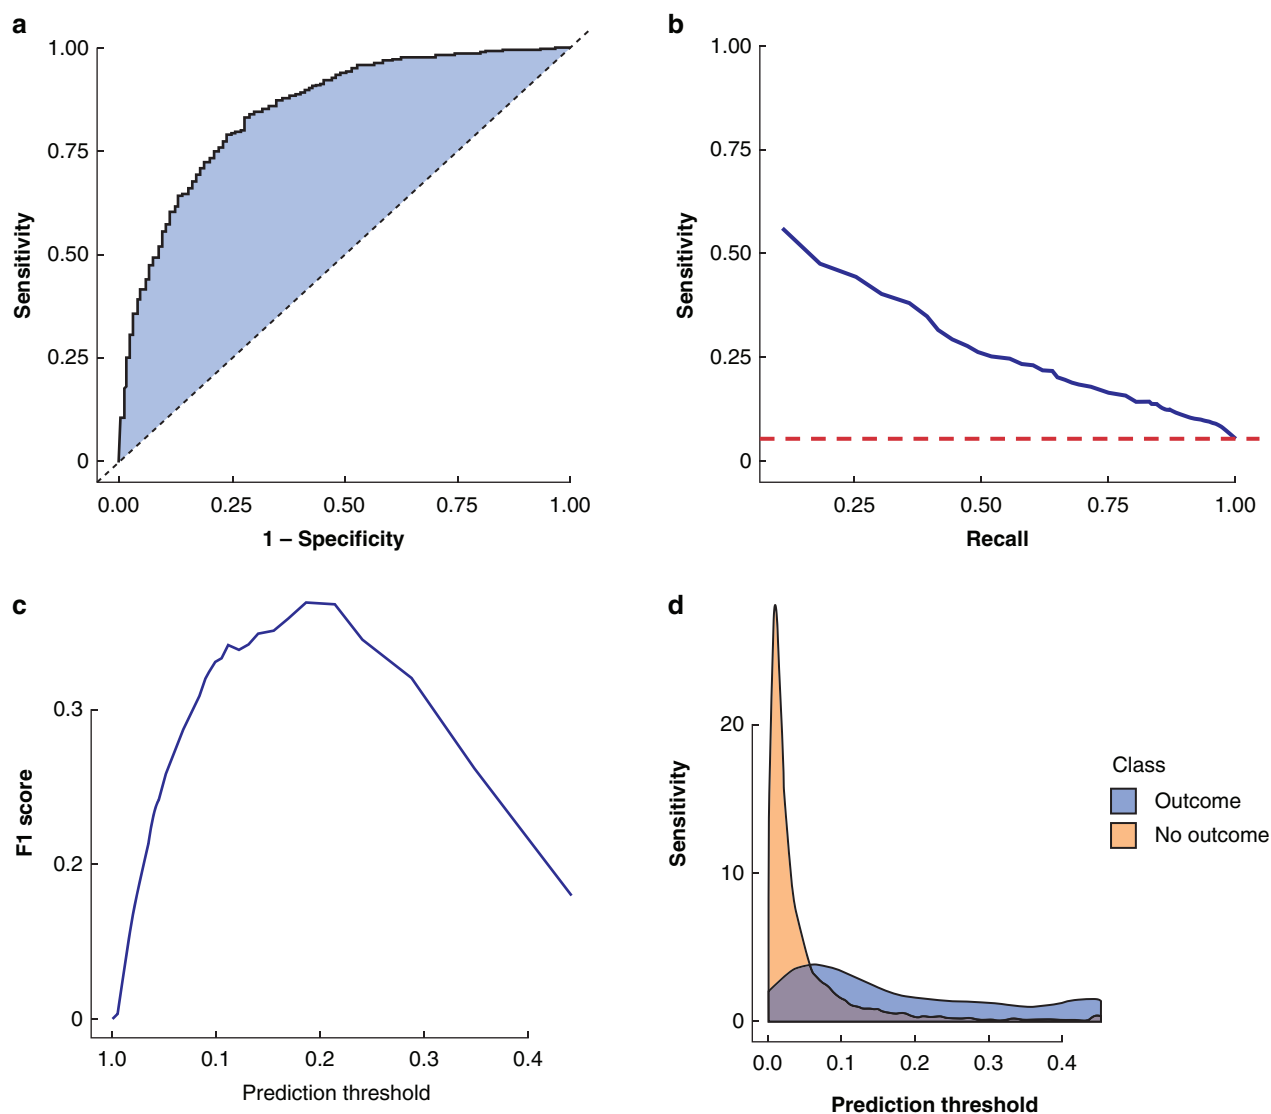 a
1.00
0.75
0.50
0.25
0
Sensitivity
0.00 0.25 0.50 0.75 1.00
1 – Specificity
b
1.00
0.75
0.50
0.25
0
Sensitivity
0.25 0.50 0.75 1.00
Recall
c
0.3
0.2
0
F1 score
1.0 0.1 0.2 0.3 0.4
Prediction threshold
d
20
10
0
Sensitivity
0.0 0.1 0.2 0.3 0.4
Prediction threshold
Class
Outcome
No outcome